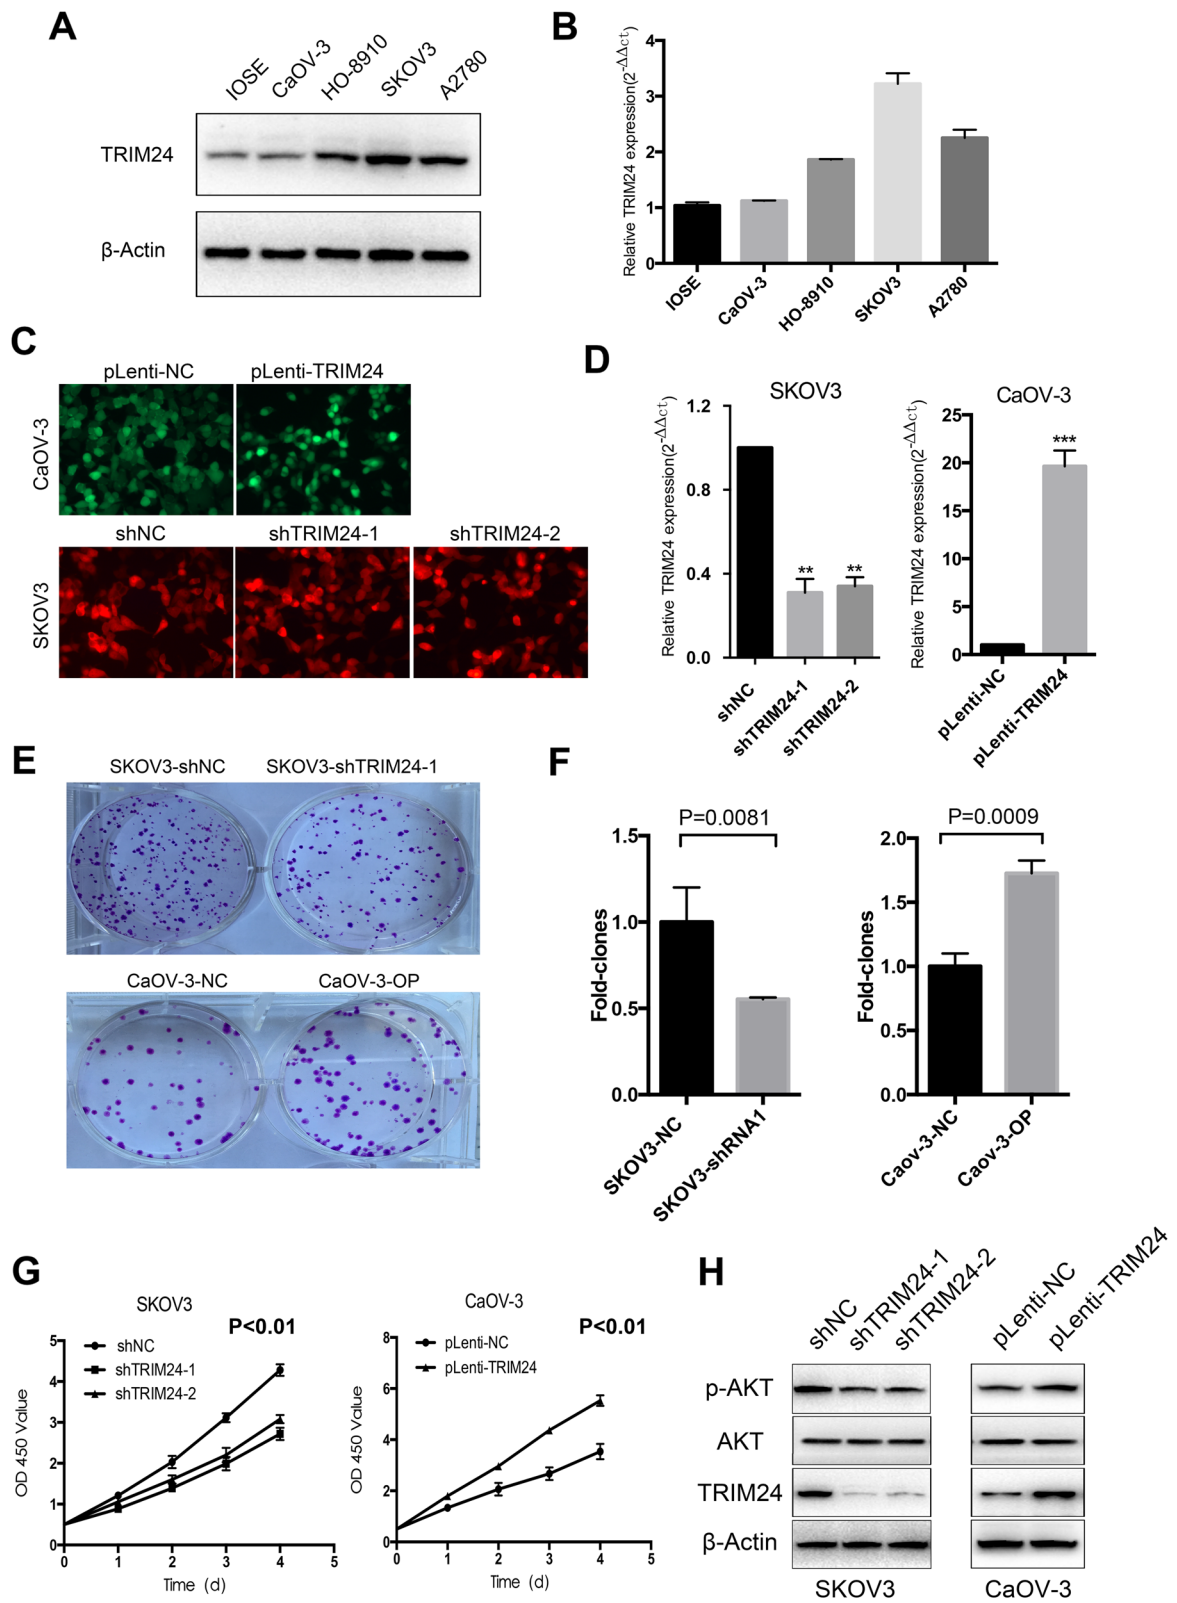 A
IOSE
CaOV-3
HO-8910
SKOV3
A2780
TRIM24
β-Actin
B
Relative TRIM24 expression(2^-ΔΔct)
4
3
2
1
0
IOSE
CaOV-3
HO-8910
SKOV3
A2780
C
pLenti-NC
pLenti-TRIM24
CaOV-3
shNC
shTRIM24-1
shTRIM24-2
SKOV3
D
SKOV3
Relative TRIM24 expression(2^-ΔΔct)
1.2
0.8
0.4
0.0
**
**
shNC
shTRIM24-1
shTRIM24-2
CaOV-3
Relative TRIM24 expression(2^-ΔΔct)
25
20
15
10
5
0
***
pLenti-NC
pLenti-TRIM24
E
SKOV3-shNC
SKOV3-shTRIM24-1
CaOV-3-NC
CaOV-3-OP
F
P=0.0081
Fold-clones
1.5
1.0
0.5
0.0
SKOV3-NC
SKOV3-shRNA1
P=0.0009
Fold-clones
2.0
1.5
1.0
0.5
0.0
Caov-3-NC
Caov-3-OP
G
SKOV3
P<0.01
shNC
shTRIM24-1
shTRIM24-2
OD 450 Value
5
4
3
2
1
0
0 1 2 3 4 5
Time (d)
CaOV-3
P<0.01
pLenti-NC
pLenti-TRIM24
OD 450 Value
8
6
4
2
0
0 1 2 3 4 5
Time (d)
H
shNC
shTRIM24-1
shTRIM24-2
pLenti-NC
pLenti-TRIM24
p-AKT
AKT
TRIM24
β-Actin
SKOV3
CaOV-3